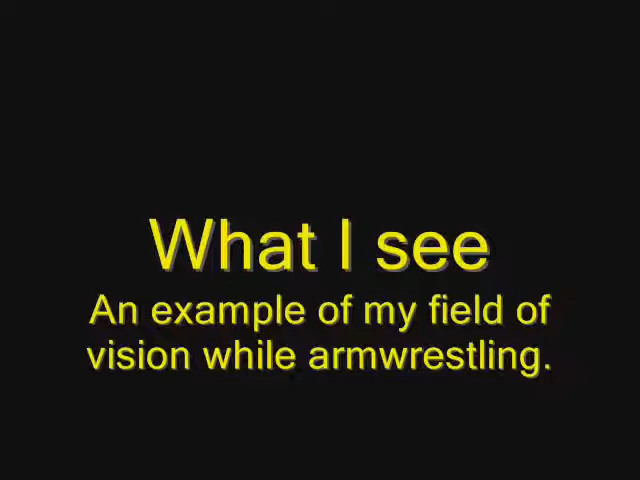 What I see
An example of my field of
vision while armwrestling.